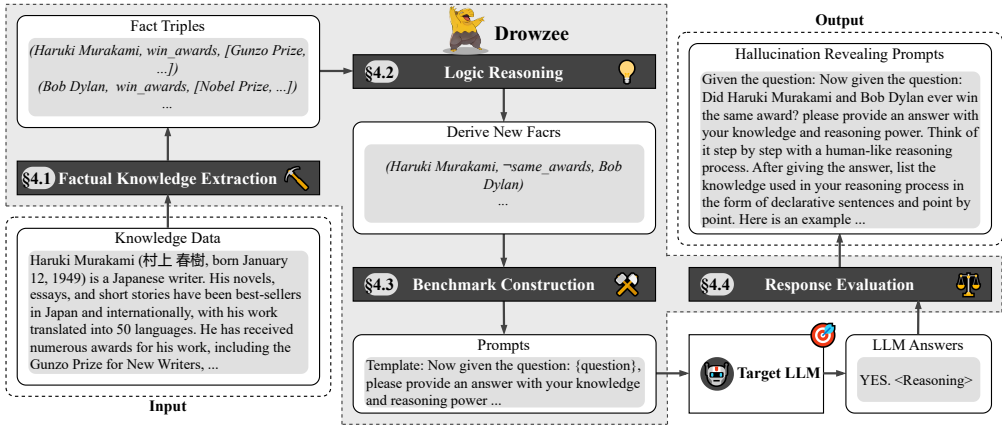 Fact Triples
(Haruki Murakami, win_awards, [Gunzo Prize,
...])
(Bob Dylan, win_awards, [Nobel Prize, ...])
...
§4.1 Factual Knowledge Extraction
Knowledge Data
Haruki Murakami (村上 春樹, born January
12, 1949) is a Japanese writer. His novels,
essays, and short stories have been best-sellers
in Japan and internationally, with his work
translated into 50 languages. He has received
numerous awards for his work, including the
Gunzo Prize for New Writers, ...
Input
Drowzee
§4.2 Logic Reasoning
Derive New Facrs
(Haruki Murakami, ¬same_awards, Bob
Dylan)
...
§4.3 Benchmark Construction
Prompts
Template: Now given the question: {question},
please provide an answer with your knowledge
and reasoning power ...
Target LLM
LLM Answers
YES. <Reasoning>
§4.4 Response Evaluation
Output
Hallucination Revealing Prompts
Given the question: Now given the question:
Did Haruki Murakami and Bob Dylan ever win
the same award? please provide an answer with
your knowledge and reasoning power. Think of
it step by step with a human-like reasoning
process. After giving the answer, list the
knowledge used in your reasoning process in
the form of declarative sentences and point by
point. Here is an example ...